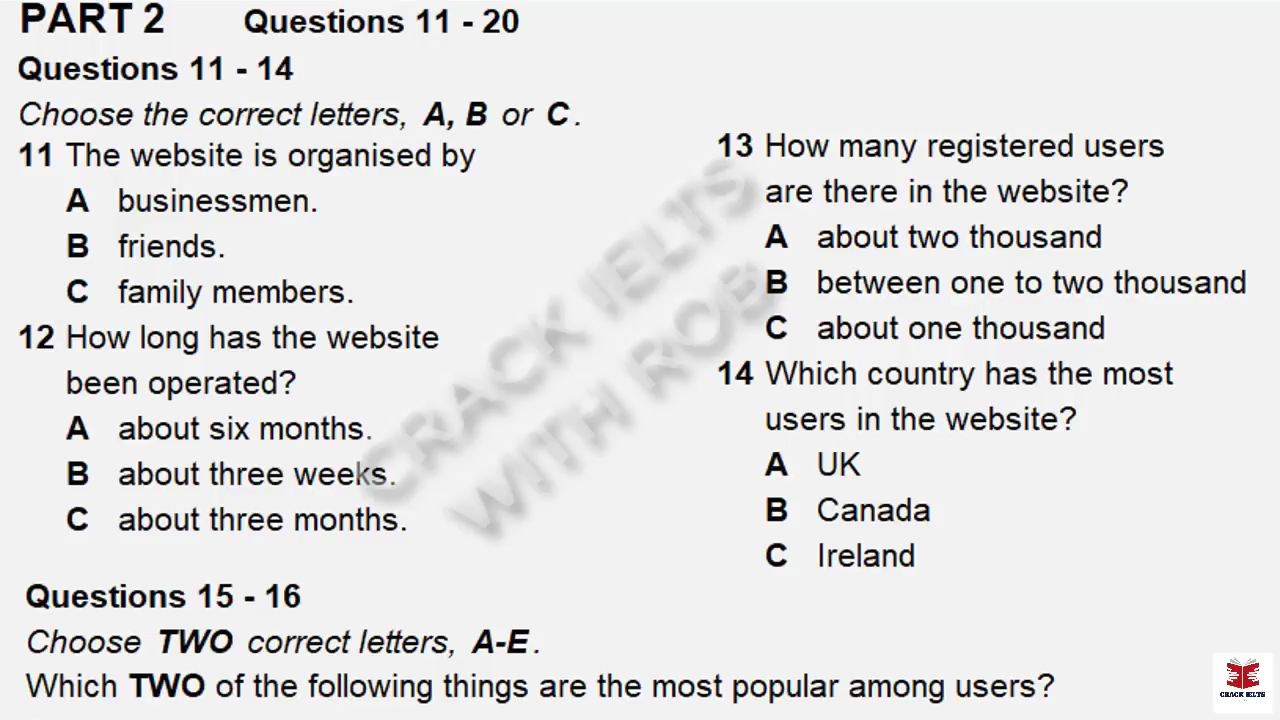 PART 2 Questions 11 - 20
Questions 11 - 14
Choose the correct letters, A, B or C.
11 The website is organised by
A businessmen.
B friends.
C family members.
12 How long has the website
been operated?
A about six months.
B about three weeks.
C about three months.
13 How many registered users
are there in the website?
A about two thousand
B between one to two thousand
C about one thousand
14 Which country has the most
users in the website?
A UK
B Canada
C Ireland
Questions 15 - 16
Choose TWO correct letters, A-E.
Which TWO of the following things are the most popular among users?
CRACK IELTS
WITH ROB
CRACK IELTS